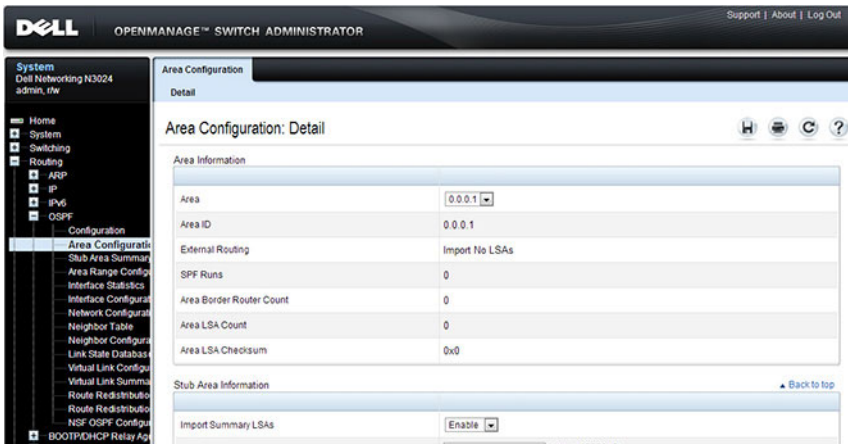 Support | About | Log Out
DELL OPENMANAGE™ SWITCH ADMINISTRATOR
System
Dell Networking N3024
admin, r/w
Home
System
Switching
Routing
ARP
IP
IPv6
OSPF
Configuration
Area Configuratio
Stub Area Summary
Area Range Configu
Interface Statistics
Interface Configurat
Network Configurati
Neighbor Table
Neighbor Configura
Link State Databas
Virtual Link Configu
Virtual Link Summa
Route Redistributio
Route Redistributio
NSF OSPF Configu
BOOTP/DHCP Relay Age
Area Configuration
Detail
Area Configuration: Detail
Area Information
Area 0.0.0.1
Area ID 0.0.0.1
External Routing Import No LSAs
SPF Runs 0
Area Border Router Count 0
Area LSA Count 0
Area LSA Checksum 0x0
Stub Area Information Back to top
Import Summary LSAs Enable